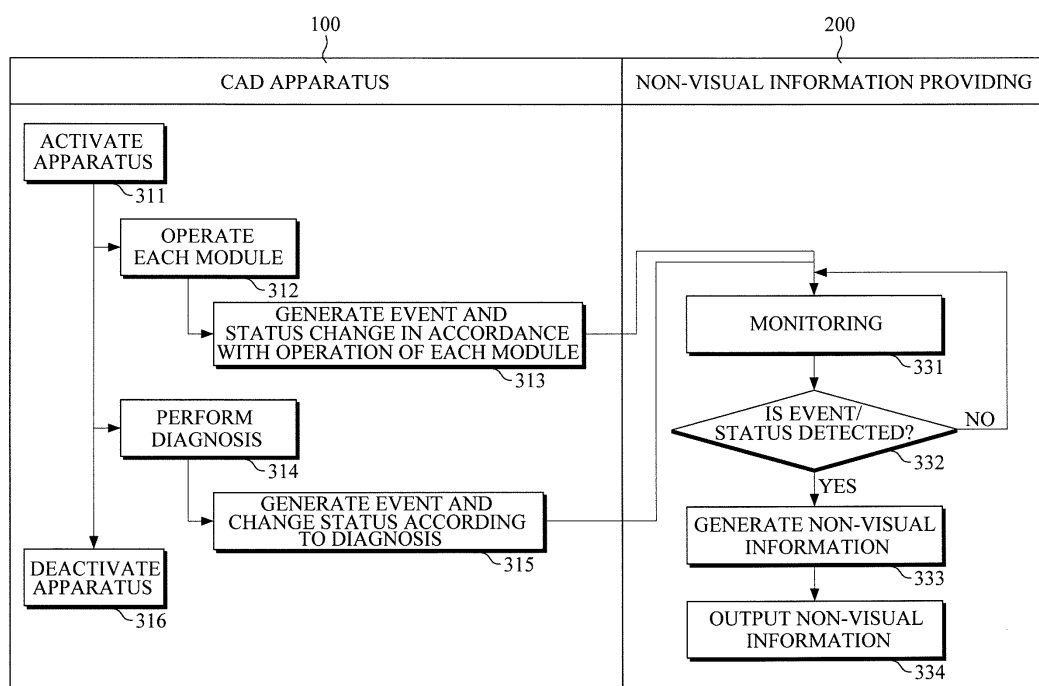 100
200
CAD APPARATUS
NON-VISUAL INFORMATION PROVIDING
ACTIVATE
APPARATUS
311
OPERATE
EACH MODULE
312
GENERATE EVENT AND
STATUS CHANGE IN ACCORDANCE
WITH OPERATION OF EACH MODULE
313
PERFORM
DIAGNOSIS
314
GENERATE EVENT AND
CHANGE STATUS ACCORDING
TO DIAGNOSIS
315
DEACTIVATE
APPARATUS
316
MONITORING
331
IS EVENT/
STATUS DETECTED?
NO
332
YES
GENERATE NON-VISUAL
INFORMATION
333
OUTPUT NON-VISUAL
INFORMATION
334